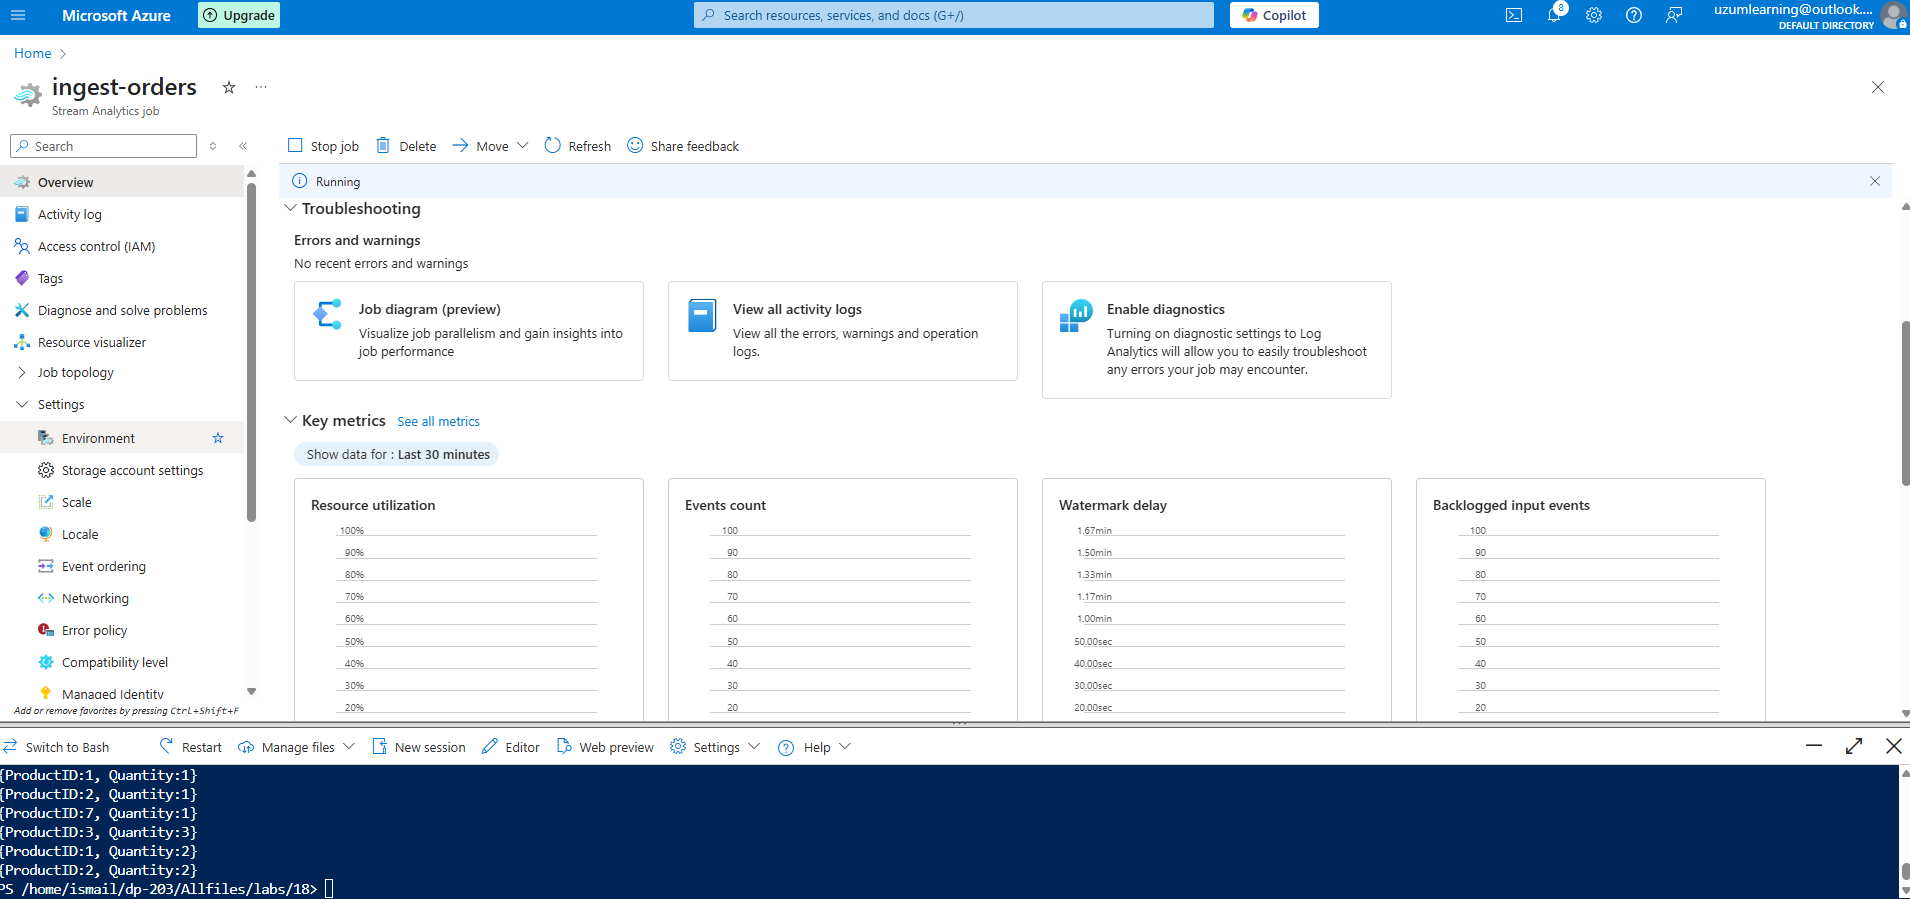 Microsoft Azure
Upgrade
Search resources, services, and docs (G+/)
Copilot
8
uzumlearning@outlook....
DEFAULT DIRECTORY
Home
ingest-orders
Stream Analytics job
Search
Stop job
Delete
Move
Refresh
Share feedback
Running
Overview
Activity log
Access control (IAM)
Tags
Diagnose and solve problems
Resource visualizer
Job topology
Settings
Environment
Storage account settings
Scale
Locale
Event ordering
Networking
Error policy
Compatibility level
Managed Identity
Add or remove favorites by pressing Ctrl+Shift+F
Troubleshooting
Errors and warnings
No recent errors and warnings
Job diagram (preview)
Visualize job parallelism and gain insights into
job performance
View all activity logs
View all the errors, warnings and operation
logs.
Enable diagnostics
Turning on diagnostic settings to Log
Analytics will allow you to easily troubleshoot
any errors your job may encounter.
Key metrics See all metrics
Show data for : Last 30 minutes
Resource utilization
100%
90%
80%
70%
60%
50%
40%
30%
20%
Events count
100
90
80
70
60
50
40
30
20
Watermark delay
1.67min
1.50min
1.33min
1.17min
1.00min
50.00sec
40.00sec
30.00sec
20.00sec
Backlogged input events
100
90
80
70
60
50
40
30
20
Switch to Bash
Restart
Manage files
New session
Editor
Web preview
Settings
Help
{ProductID:1, Quantity:1}
{ProductID:2, Quantity:1}
{ProductID:7, Quantity:1}
{ProductID:3, Quantity:3}
{ProductID:1, Quantity:2}
{ProductID:2, Quantity:2}
PS /home/ismail/dp-203/Allfiles/labs/18>